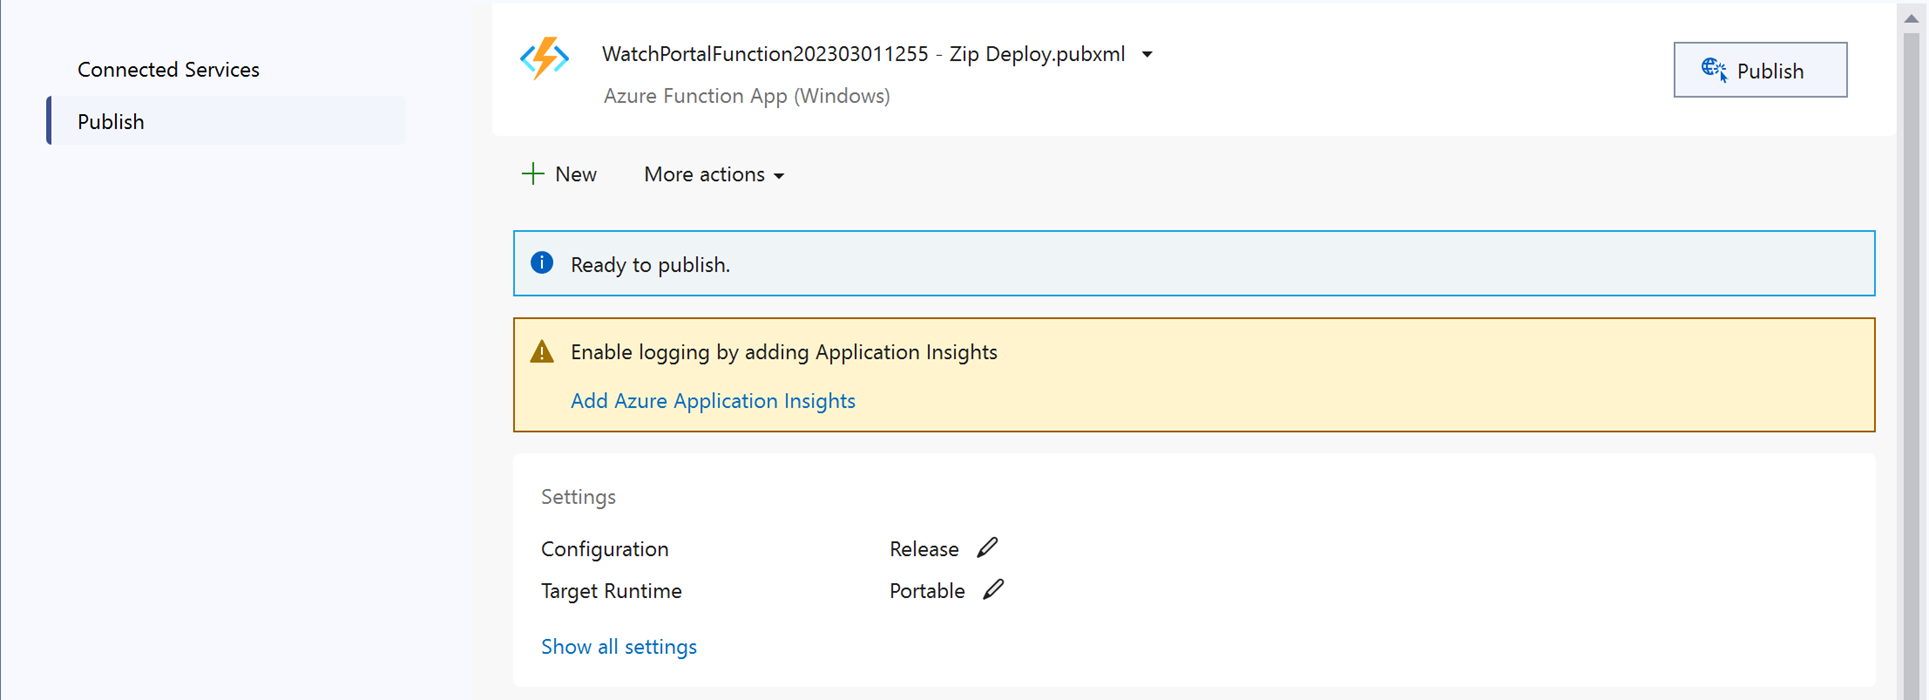 Connected Services
Publish
WatchPortalFunction202303011255 - Zip Deploy.pubxml
Azure Function App (Windows)
Publish
New
More actions
Ready to publish.
Enable logging by adding Application Insights
Add Azure Application Insights
Settings
Configuration Release
Target Runtime Portable
Show all settings